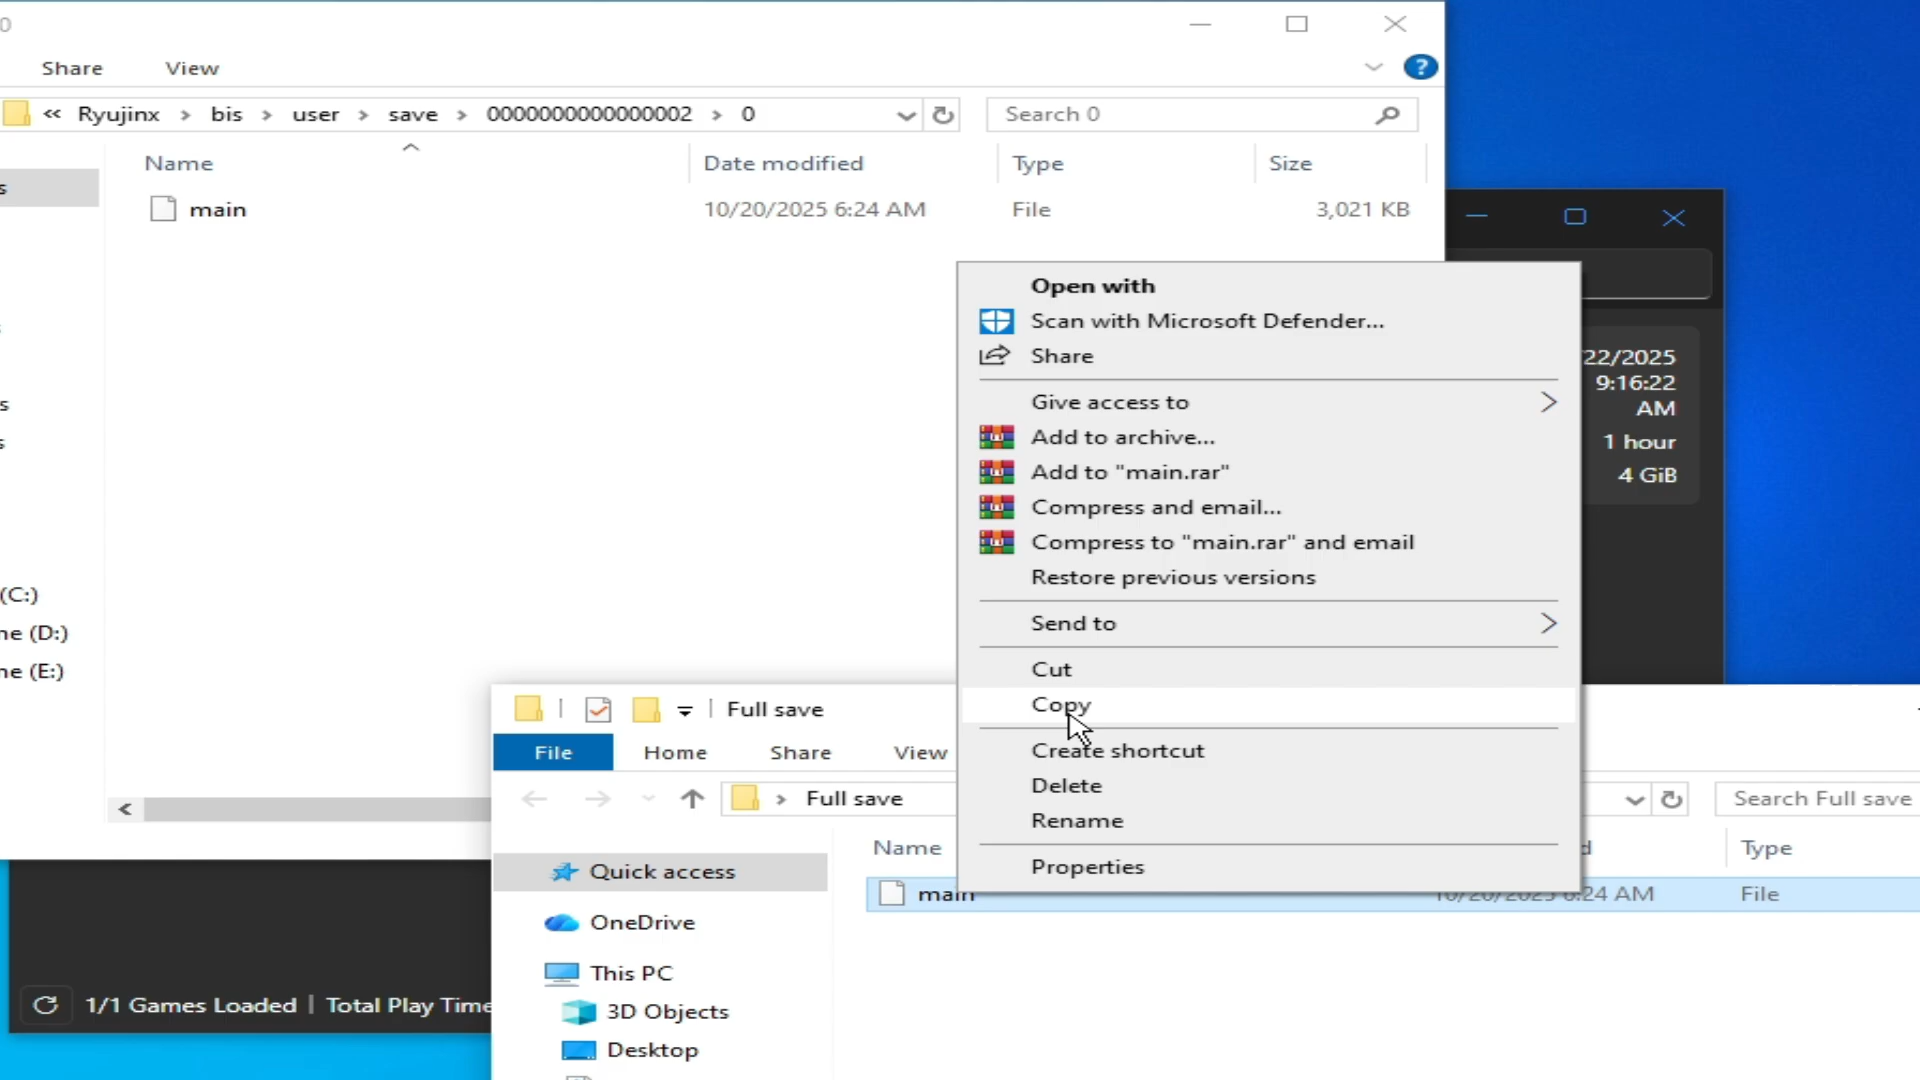 0
Share View
« Ryujinx > bis > user > save > 0000000000000002 > 0
Search 0
Name Date modified Type Size
main 10/20/2025 6:24 AM File 3,021 KB
s
s
s
(C:)
ne (D:)
ne (E:)
Open with
Scan with Microsoft Defender...
Share
Give access to
Add to archive...
Add to "main.rar"
Compress and email...
Compress to "main.rar" and email
Restore previous versions
Send to
Cut
Copy
Create shortcut
Delete
Rename
Properties
22/2025
9:16:22
AM
1 hour
4 GiB
Full save
File Home Share View
> Full save
Search Full save
Name d Type
main 10/20/2025 6:24 AM File
Quick access
OneDrive
This PC
3D Objects
Desktop
1/1 Games Loaded | Total Play Time